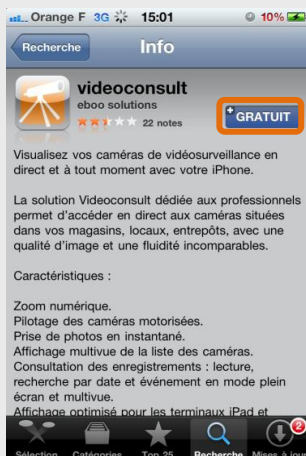 Orange F 3G 15:01 10%
Recherche Info
videoconsult
eboo solutions
22 notes
+ GRATUIT
Visualisez vos caméras de vidéosurveillance en
direct et à tout moment avec votre iPhone.
La solution Videoconsult dédiée aux professionnels
permet d'accéder en direct aux caméras situées
dans vos magasins, locaux, entrepôts, avec une
qualité d'image et une fluidité incomparables.
Caractéristiques :
Zoom numérique.
Pilotage des caméras motorisées.
Prise de photos en instantané.
Affichage multivue de la liste des caméras.
Consultation des enregistrements : lecture,
recherche par date et événement en mode plein
écran et multivue.
Affichage optimisé pour les terminaux iPad et
2
Sélection Catégories Top 25 Recherche Mises à jour